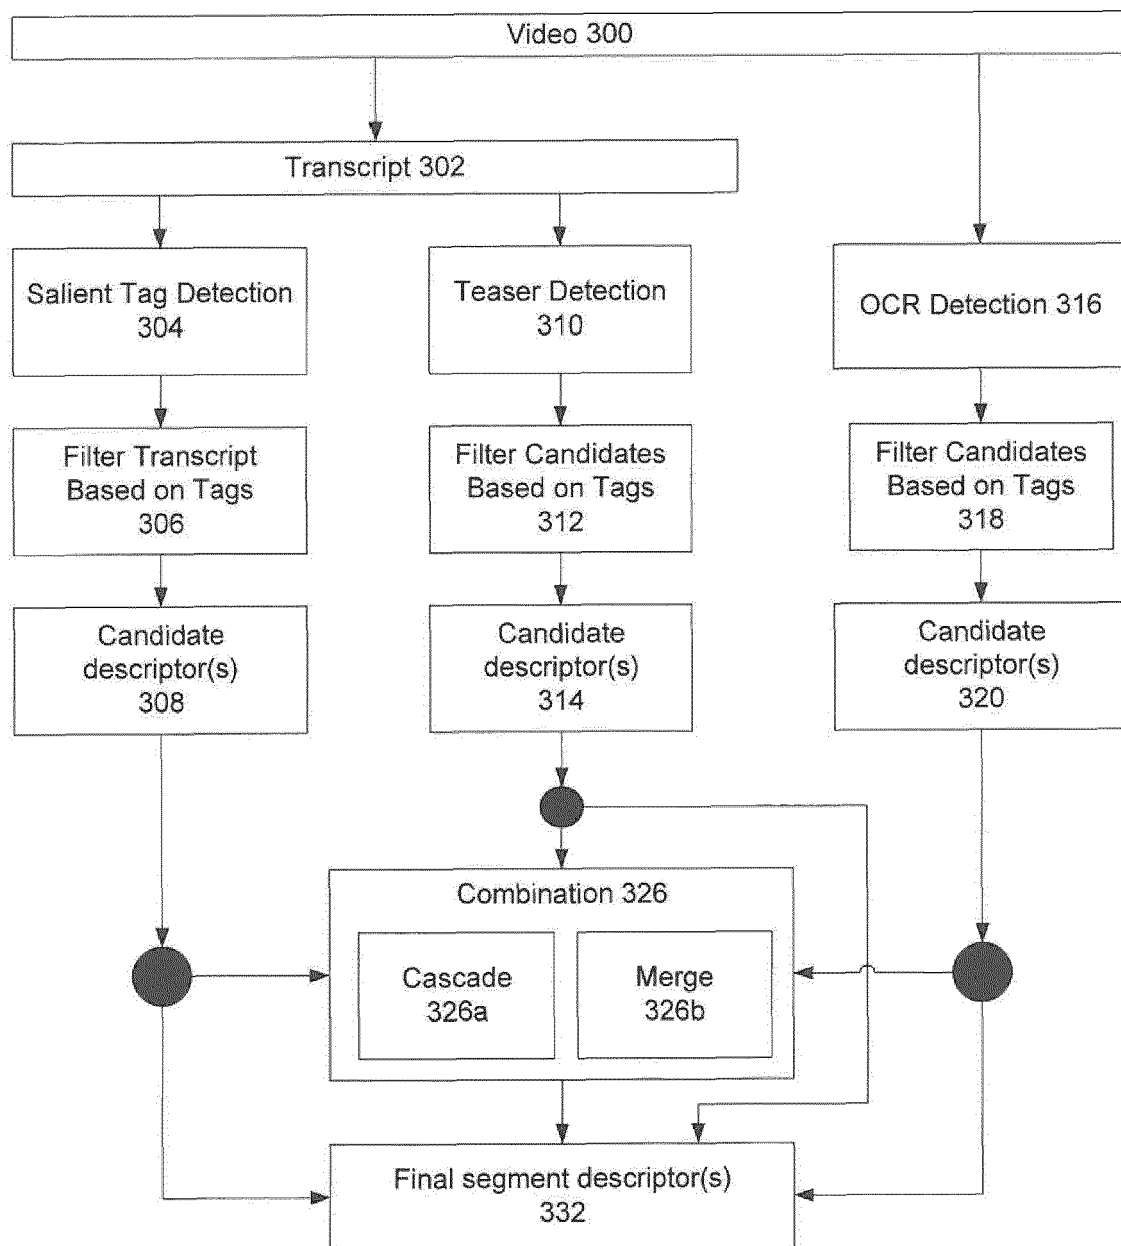 Video 300
Transcript 302
Salient Tag Detection
304
Teaser Detection
310
OCR Detection 316
Filter Transcript
Based on Tags
306
Filter Candidates
Based on Tags
312
Filter Candidates
Based on Tags
318
Candidate
descriptor(s)
308
Candidate
descriptor(s)
314
Candidate
descriptor(s)
320
Combination 326
Cascade
326a
Merge
326b
Final segment descriptor(s)
332